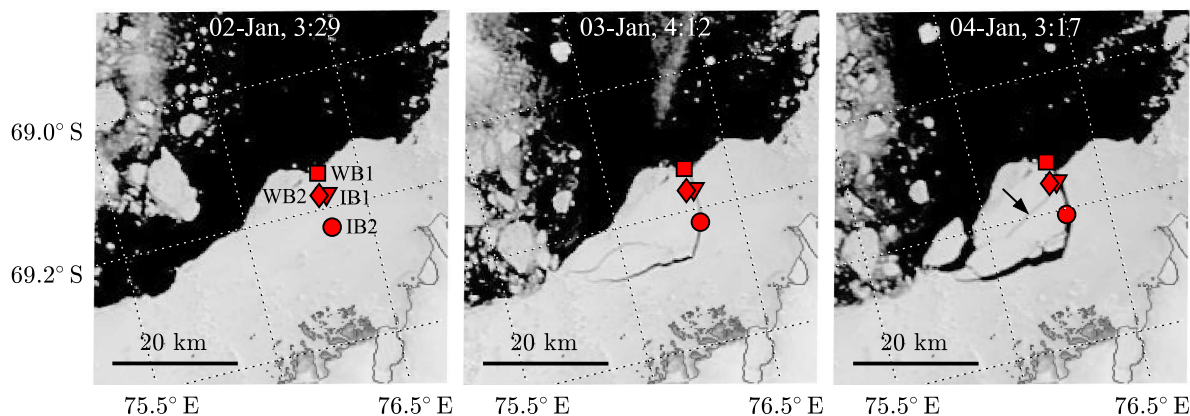 02-Jan, 3:29
03-Jan, 4:12
04-Jan, 3:17
69.0° S
WB1
WB2
IB1
IB2
69.2° S
20 km
20 km
20 km
75.5° E
76.5° E
75.5° E
76.5° E
75.5° E
76.5° E